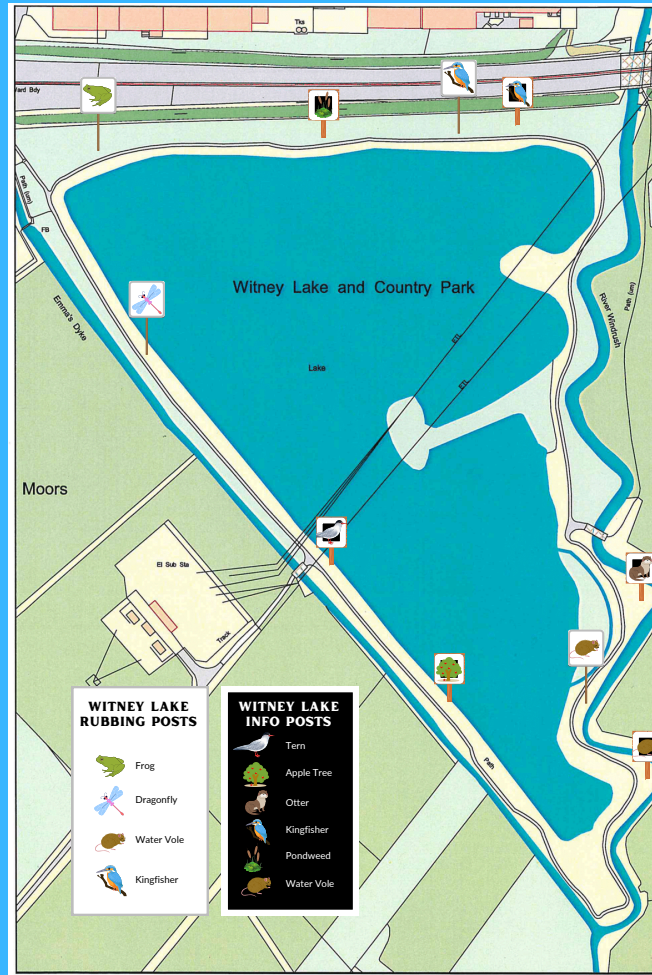 Tks
Ward Bdy
Path (um)
FB
Emma's Dyke
Witney Lake and Country Park
Lake
ETL
ETL
River Windrush
Path (um)
Moors
El Sub Sta
Track
Path
WITNEY LAKE
RUBBING POSTS
Frog
Dragonfly
Water Vole
Kingfisher
WITNEY LAKE
INFO POSTS
Tern
Apple Tree
Otter
Kingfisher
Pondweed
Water Vole